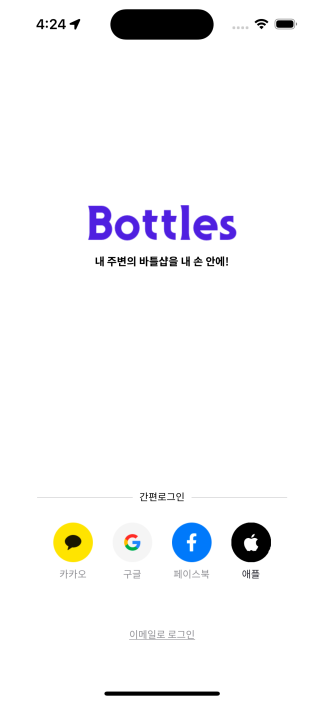 4:24
Bottles
내 주변의 바틀샵을 내 손 안에!
간편로그인
카카오 구글 페이스북 애플
이메일로 로그인